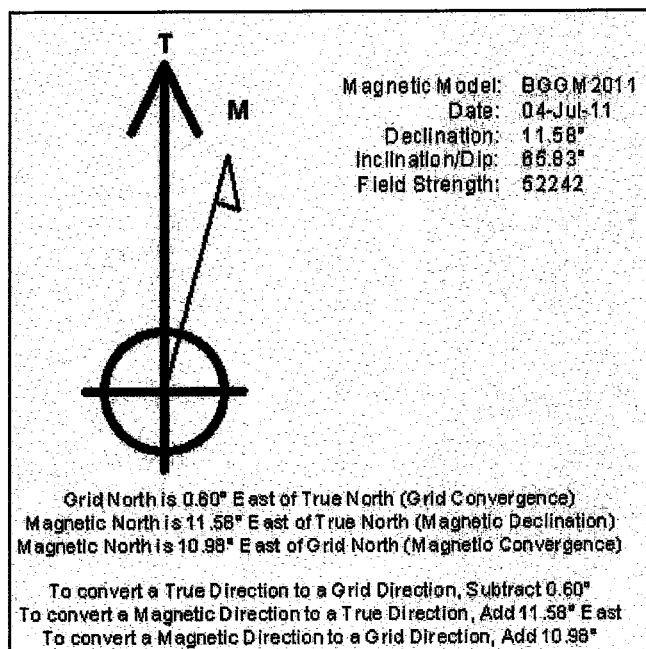 T
M
Magnetic Model: BGGM2011
Date: 04-Jul-11
Declination: 11.58°
Inclination/Dip: 65.83°
Field Strength: 52242
Grid North is 0.60° East of True North (Grid Convergence)
Magnetic North is 11.58° East of True North (Magnetic Declination)
Magnetic North is 10.98° East of Grid North (Magnetic Convergence)
To convert a True Direction to a Grid Direction, Subtract 0.60°
To convert a Magnetic Direction to a True Direction, Add 11.58° East
To convert a Magnetic Direction to a Grid Direction, Add 10.98°